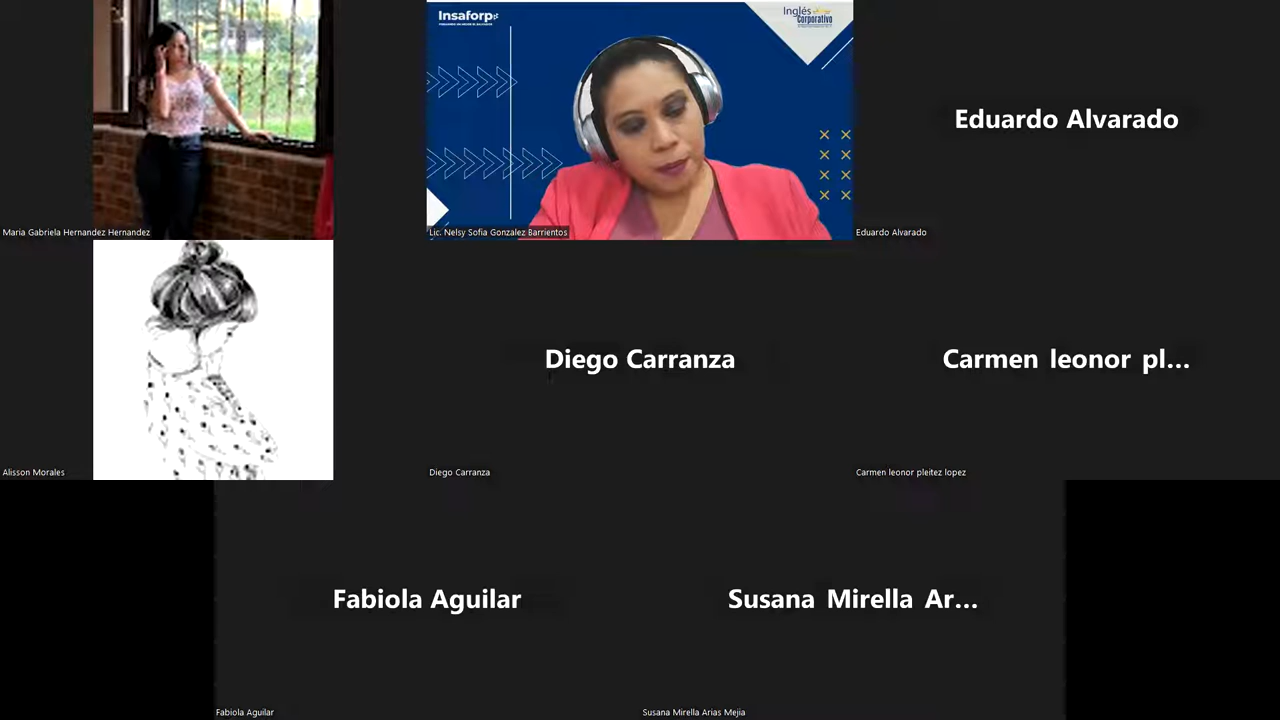 Insaforp
Inglés
Corporativo
Eduardo Alvarado
Maria Gabriela Hernandez Hernandez
Lic. Nelsy Sofia Gonzalez Barrientos
Eduardo Alvarado
Diego Carranza
Carmen leonor pl...
Alisson Morales
Diego Carranza
Carmen leonor pleitez lopez
Fabiola Aguilar
Susana Mirella Ar...
Fabiola Aguilar
Susana Mirella Arias Mejia